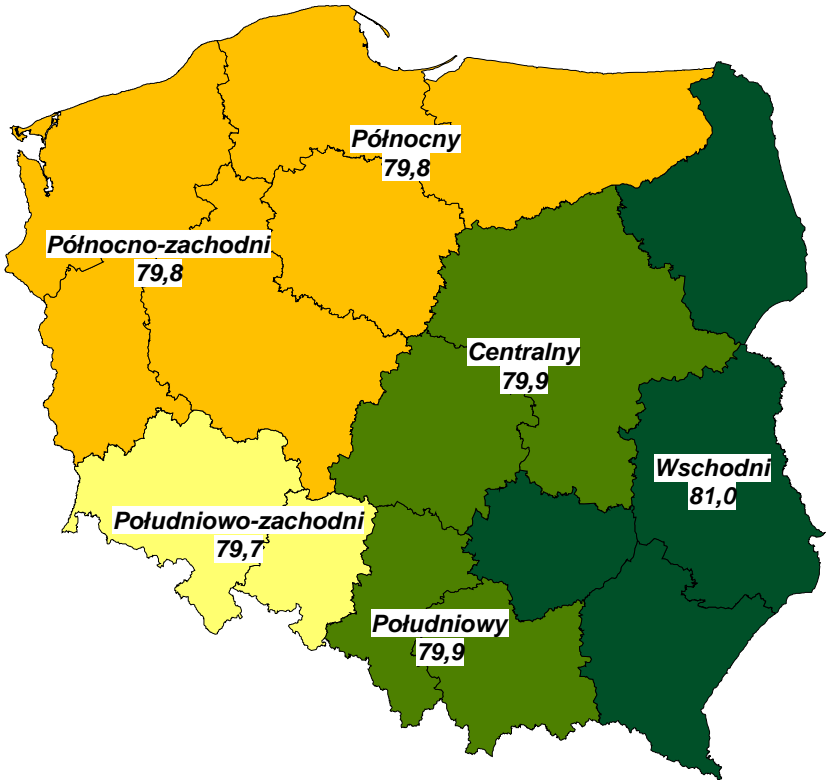 Północny
79,8
Północno-zachodni
79,8
Centralny
79,9
Wschodni
81,0
Południowo-zachodni
79,7
Południowy
79,9